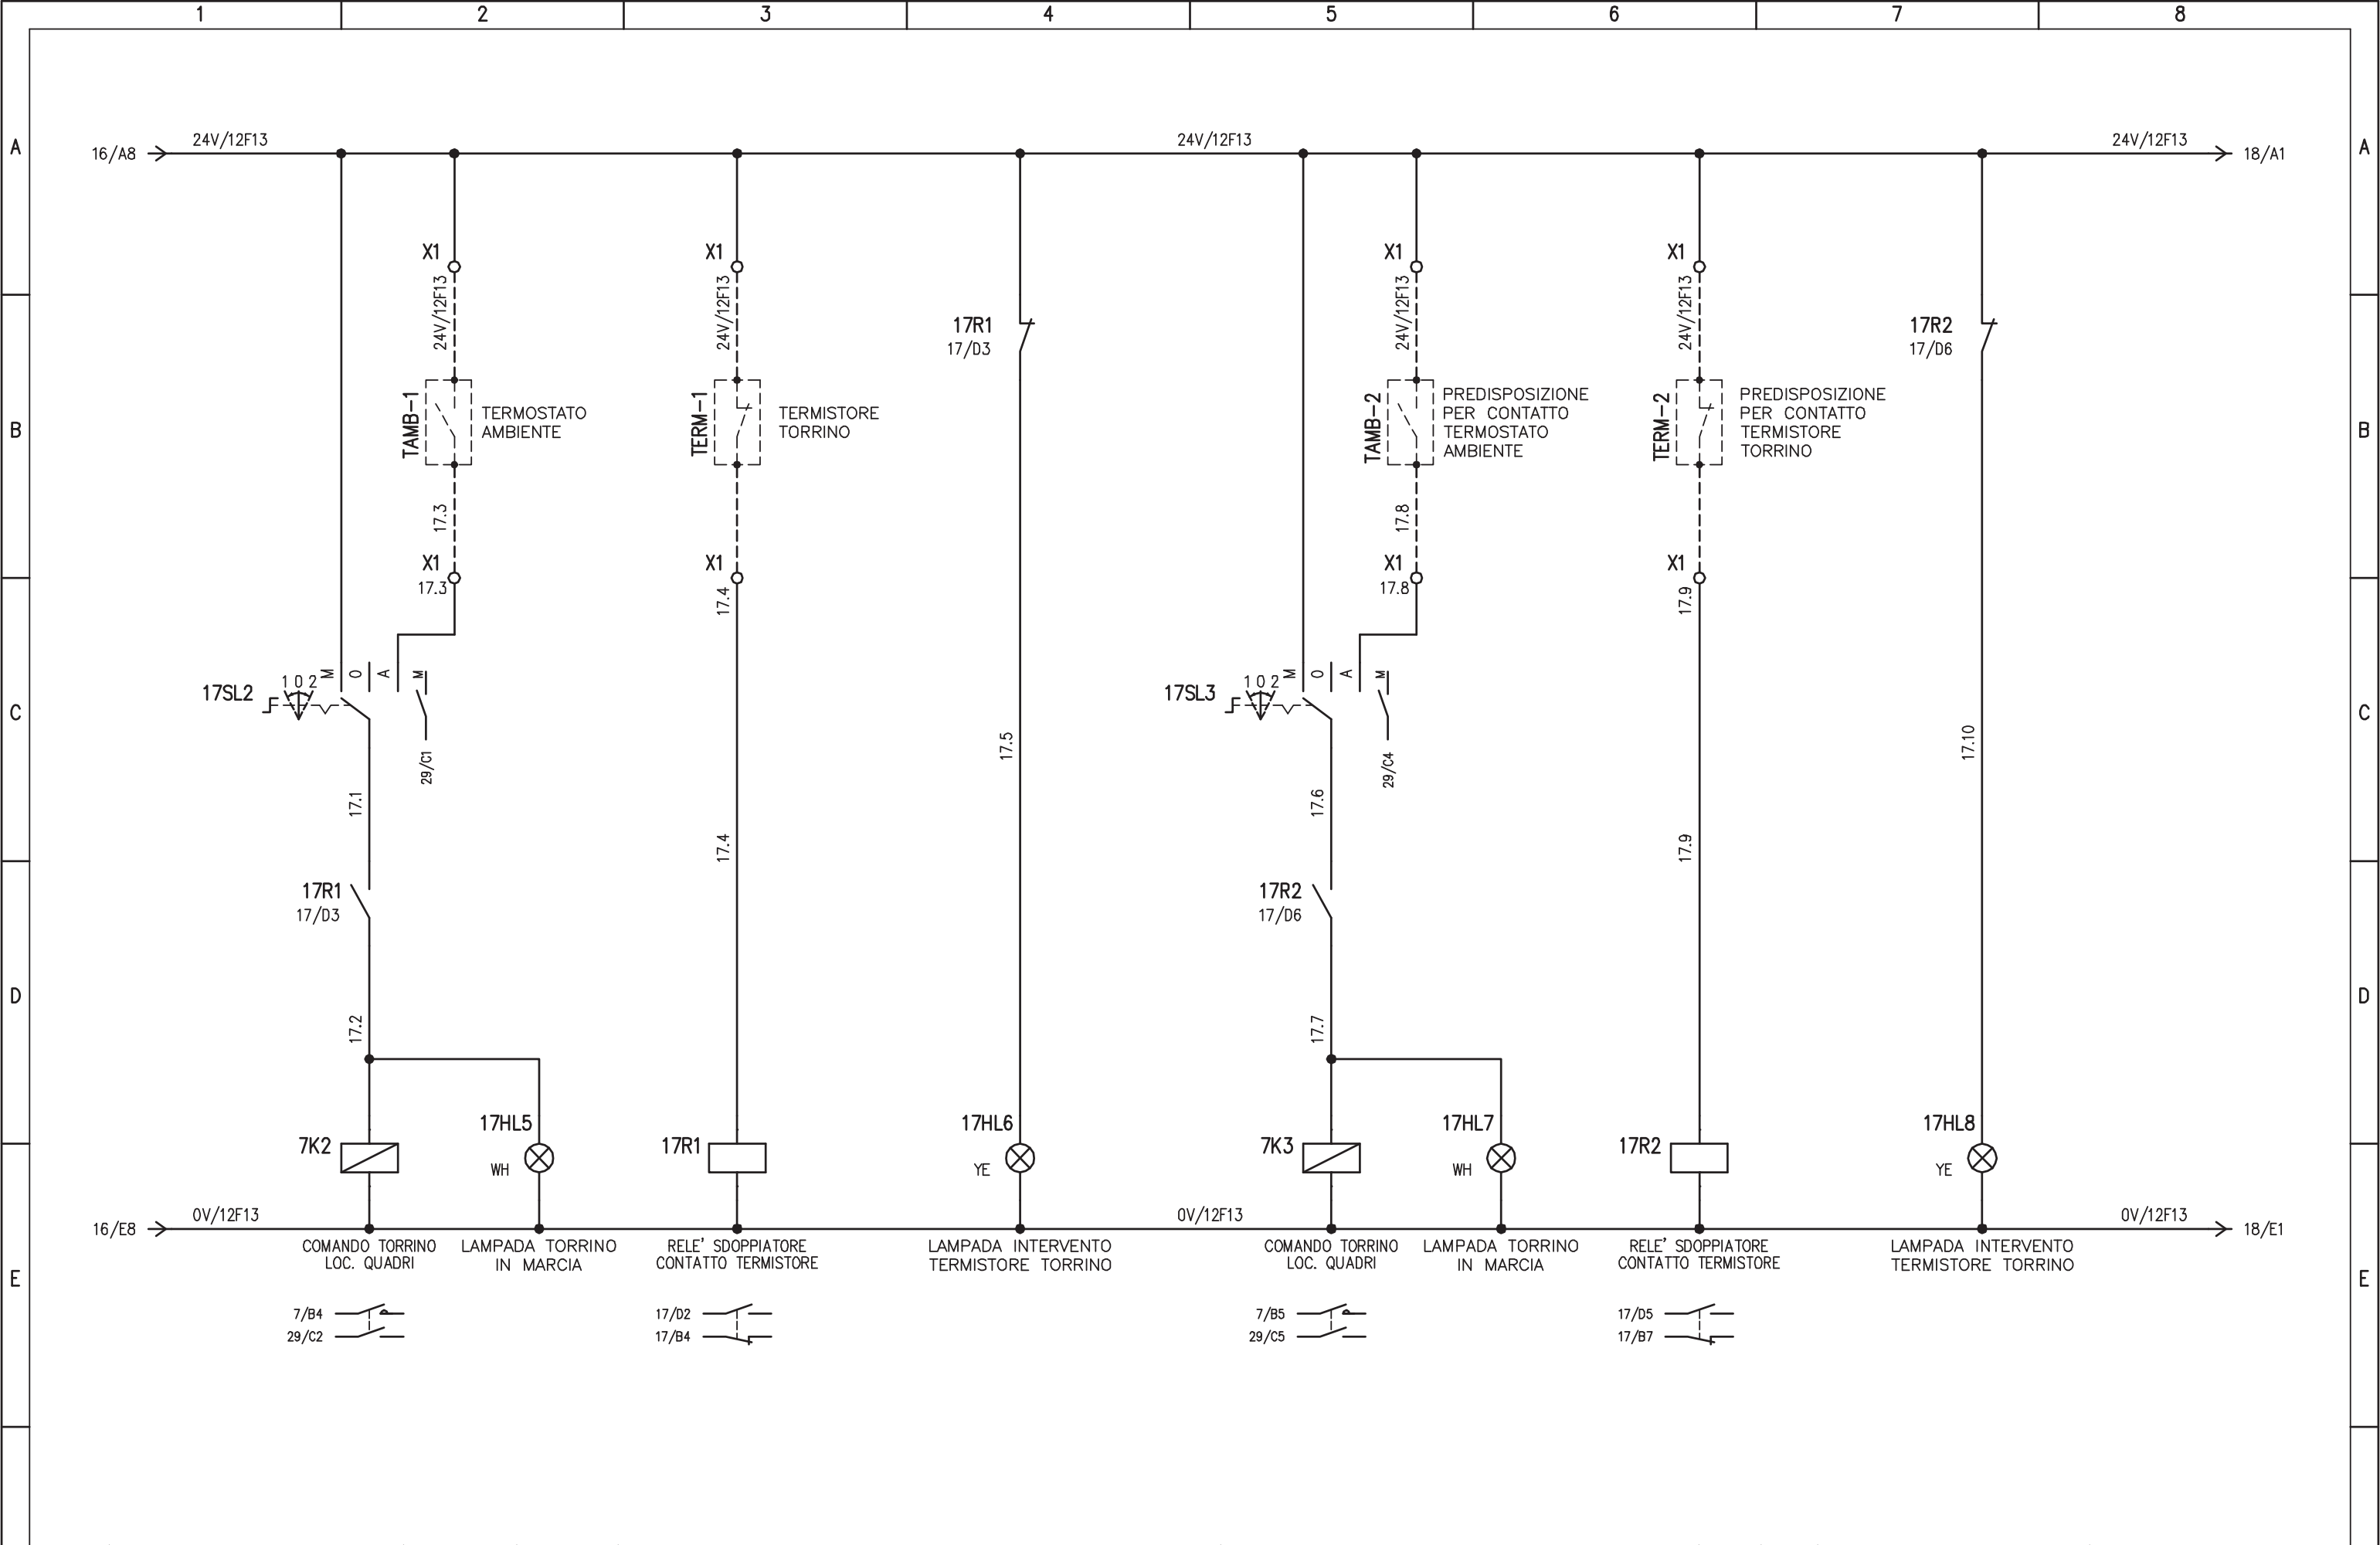 1 2 3 4 5 6 7 8
A
24V/12F13 24V/12F13 24V/12F13
16/A8 18/A1
A
X1 X1 X1 X1
24V/12F13 24V/12F13 24V/12F13 24V/12F13
17R1
17/D3
17R2
17/D6
B
TAMB-1
TERMOSTATO
AMBIENTE
TERM-1
TERMISTORE
TORRINO
TAMB-2
PREDISPOSIZIONE
PER CONTATTO
TERMOSTATO
AMBIENTE
TERM-2
PREDISPOSIZIONE
PER CONTATTO
TERMISTORE
TORRINO
B
17.3 17.8
X1 X1 X1 X1
17.3 17.4 17.8 17.9
C
17SL2
1 0 2
M O A M
29/C1
17SL3
1 0 2
M O A M
29/C4
C
17.5 17.10
17.1 17.4 17.6 17.9
17R1
17/D3
17R2
17/D6
D D
17.2 17.7
7K2
17HL5
WH
17R1
17HL6
YE
7K3
17HL7
WH
17R2
17HL8
YE
0V/12F13 0V/12F13 0V/12F13
16/E8 18/E1
COMANDO TORRINO
LOC. QUADRI
LAMPADA TORRINO
IN MARCIA
RELE' SDOPPIATORE
CONTATTO TERMISTORE
LAMPADA INTERVENTO
TERMISTORE TORRINO
COMANDO TORRINO
LOC. QUADRI
LAMPADA TORRINO
IN MARCIA
RELE' SDOPPIATORE
CONTATTO TERMISTORE
LAMPADA INTERVENTO
TERMISTORE TORRINO
E E
7/B4
29/C2
17/D2
17/B4
7/B5
29/C5
17/D5
17/B7